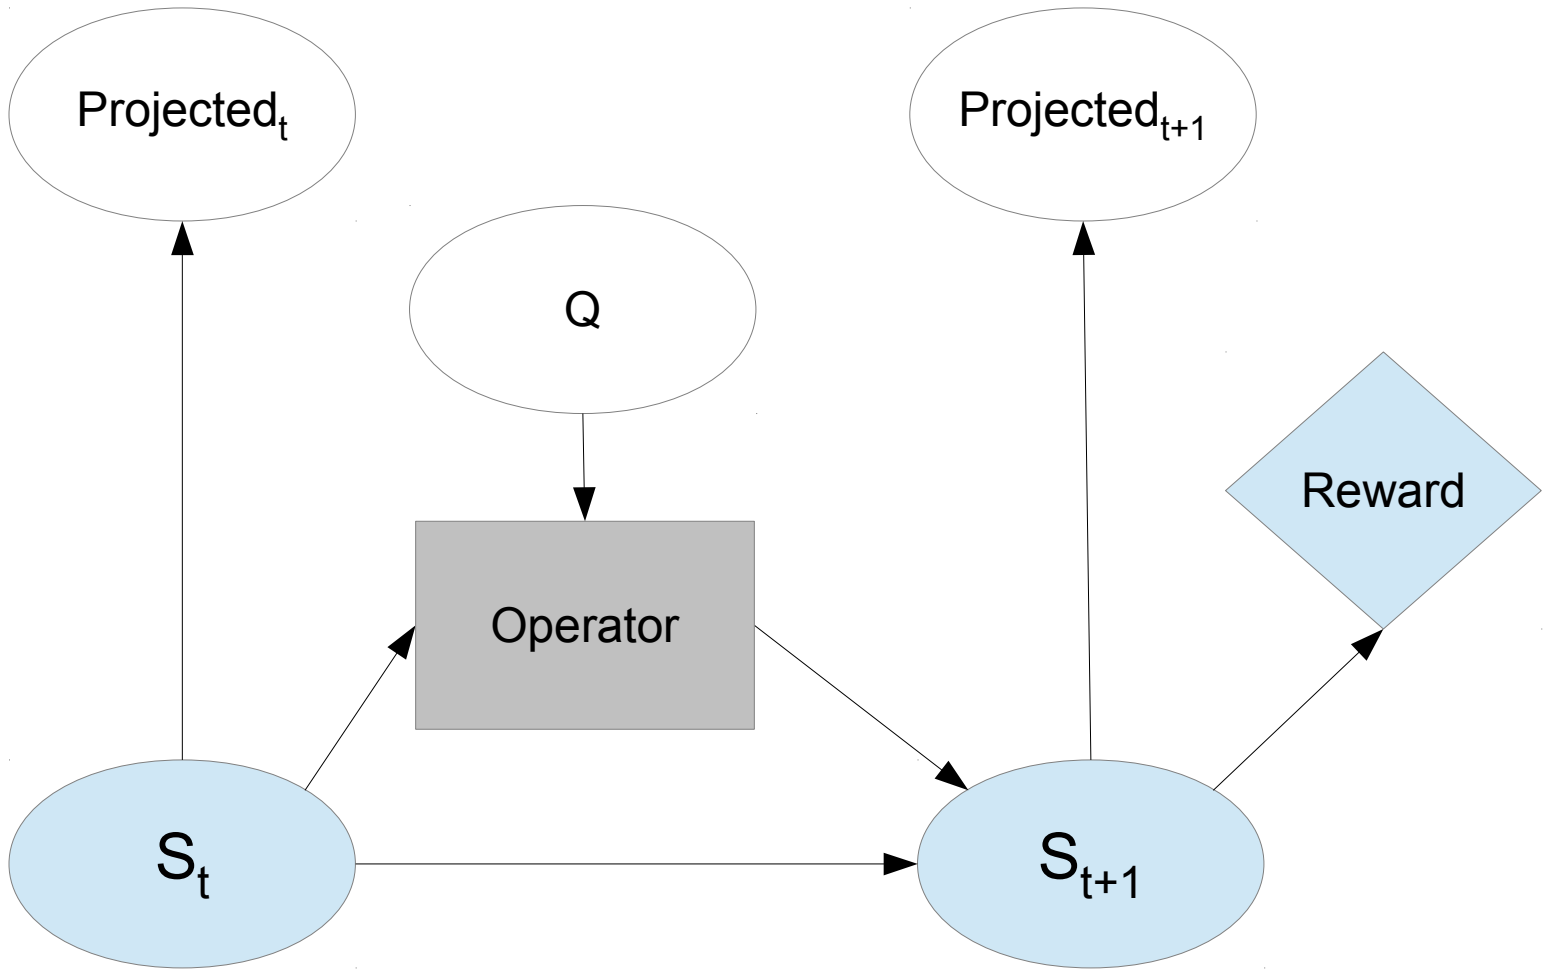 Projectedt
Projectedt+1
Q
Reward
Operator
St
St+1